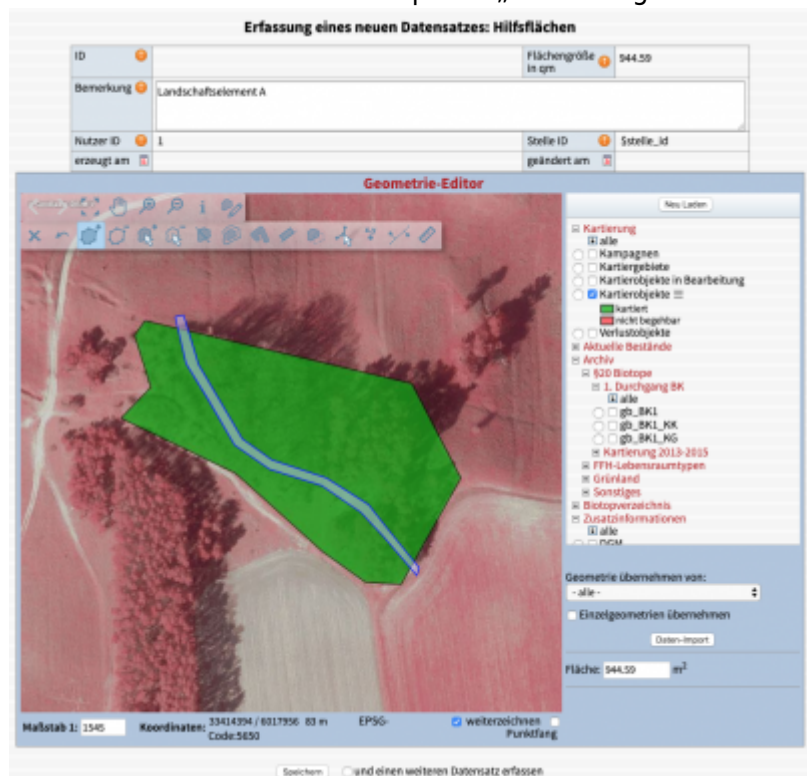 Erfassung eines neuen Datensatzes: Hilfsflächen
ID
Flächengröße in qm 944.59
Bemerkung Landschaftselement A
Nutzer ID 1 Stelle ID $stelle_id
erzeugt am geändert am
Geometrie-Editor
Neu Laden
Kartierung
alle
Kampagnen
Kartiergebiete
Kartierobjekte in Bearbeitung
Kartierobjekte
kartiert
nicht begehbar
Verlustobjekte
Aktuelle Bestände
Archiv
§20 Biotope
1. Durchgang BK
alle
gb_BK1
gb_BK1_KK
gb_BK1_KG
Kartierung 2013-2015
FFH-Lebensraumtypen
Grünland
Sonstiges
Biotopverzeichnis
Zusatzinformationen
alle
DGM
Geometrie übernehmen von:
- alle -
Einzelgeometrien übernehmen
Daten-Import
Fläche: 944.59 m²
Maßstab 1: 1545 Koordinaten: 33414394 / 6017956 83 m EPSG-Code:5650 weiterzeichnen Punktfang
Speichern und einen weiteren Datensatz erfassen